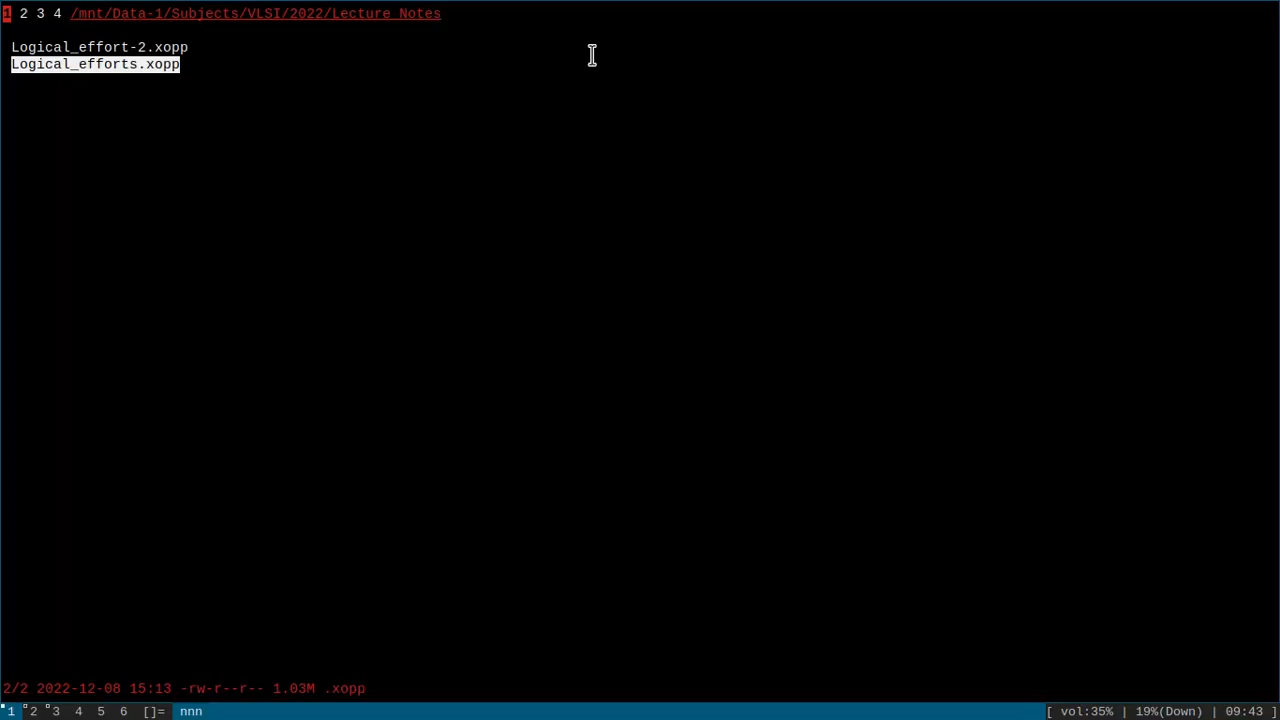 1 2 3 4 /mnt/Data-1/Subjects/VLSI/2022/Lecture_Notes
Logical_effort-2.xopp
Logical_efforts.xopp
2/2 2022-12-08 15:13 -rw-r--r-- 1.03M .xopp
1 2 3 4 5 6 []= nnn [ vol:35% | 19%(Down) | 09:43 ]